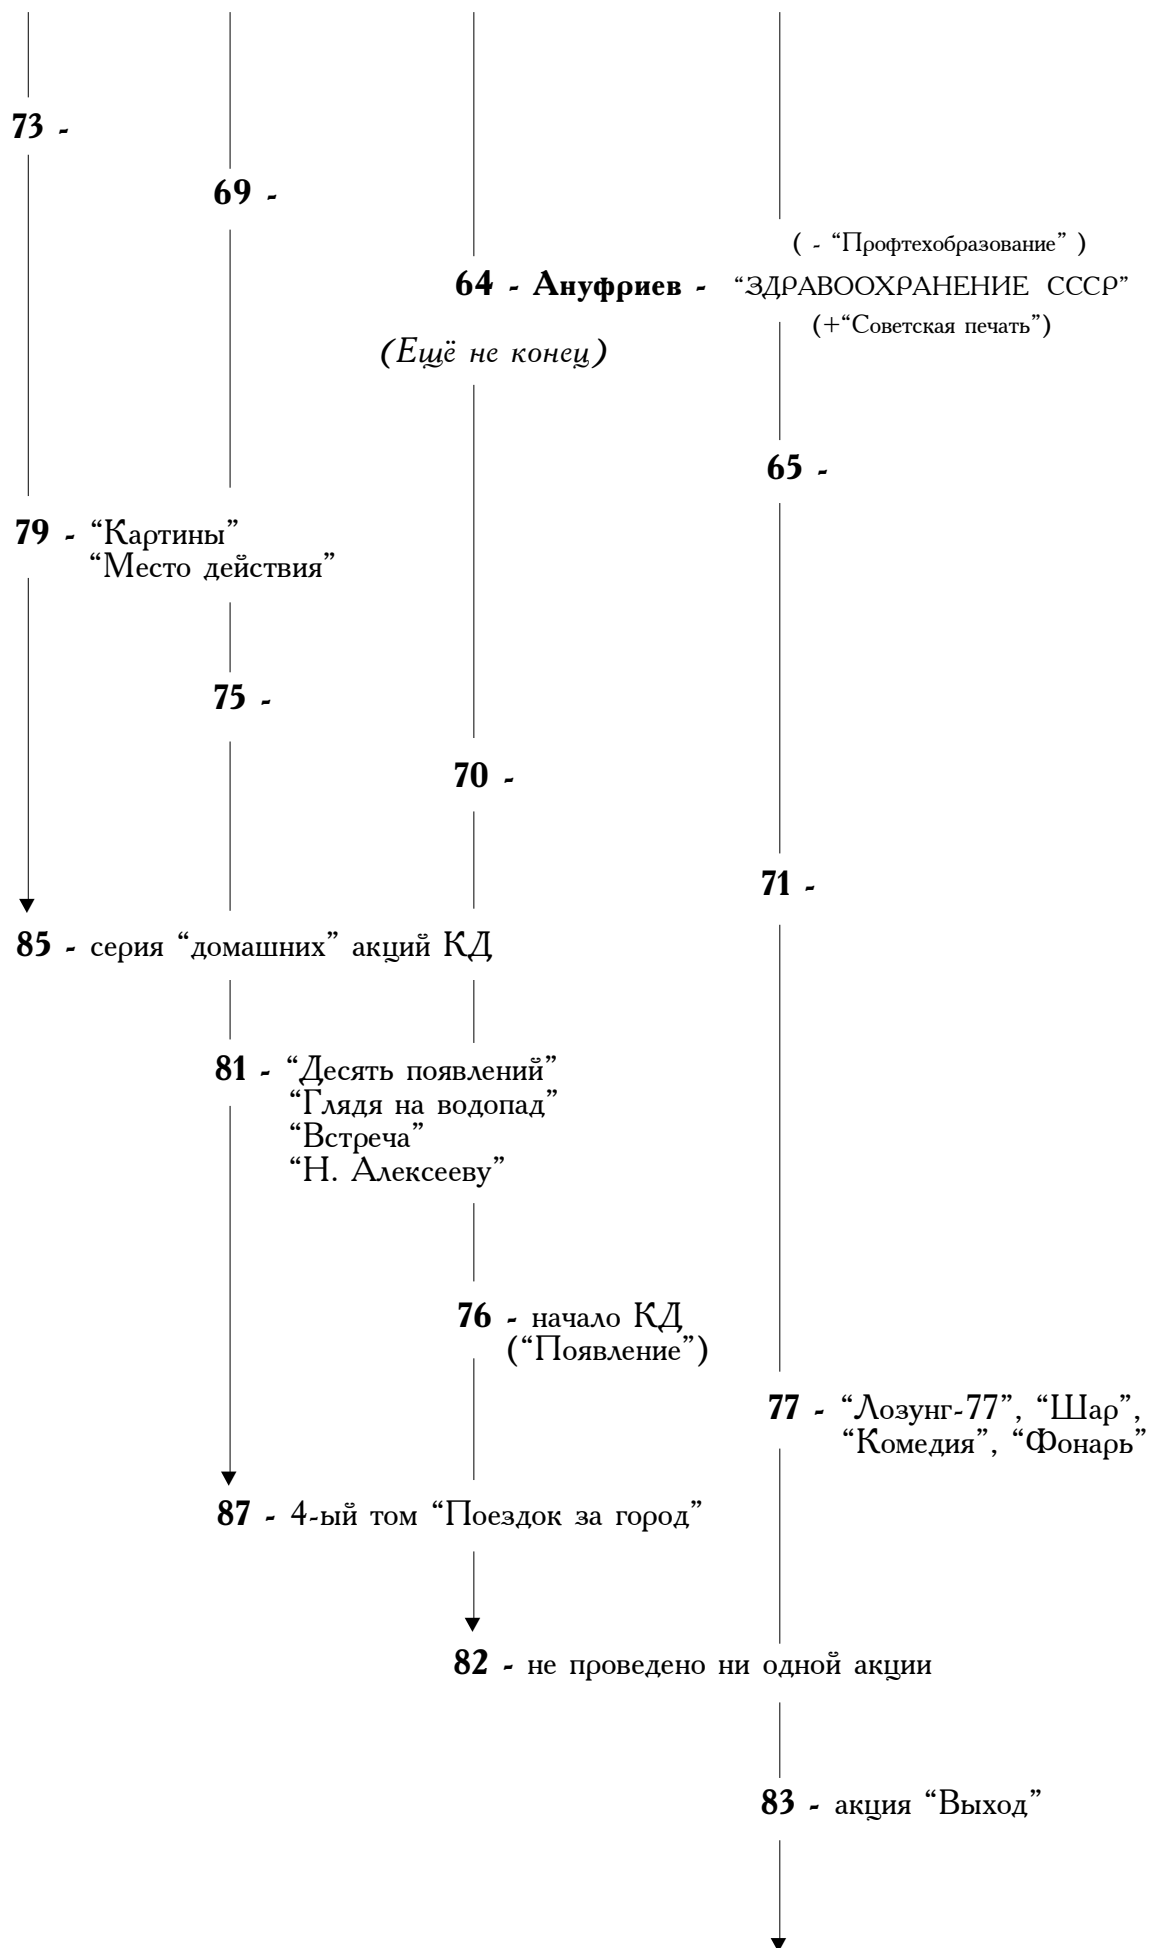 73 -
69 -
( - “Профтехобразование” )
64 - Ануфриев - “ЗДРАВООХРАНЕНИЕ СССР”
(+“Советская печать”)
(Ещё не конец)
65 -
79 - “Картины”
“Место действия”
75 -
70 -
71 -
85 - серия “домашних” акций КД
81 - “Десять появлений”
“Глядя на водопад”
“Встреча”
“Н. Алексееву”
76 - начало КД
(“Появление”)
77 - “Лозунг-77”, “Шар”,
“Комедия”, “Фонарь”
87 - 4-ый том “Поездок за город”
82 - не проведено ни одной акции
83 - акция “Выход”